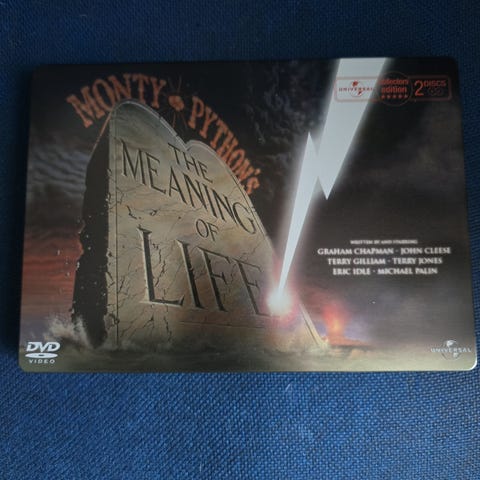 MONTY PYTHON'S
THE
MEANING
OF
LIFE
UNIVERSAL
collectors
edition
2 DISCS
WRITTEN BY AND STARRING
GRAHAM CHAPMAN · JOHN CLEESE
TERRY GILLIAM · TERRY JONES
ERIC IDLE · MICHAEL PALIN
DVD
VIDEO
UNIVERSAL